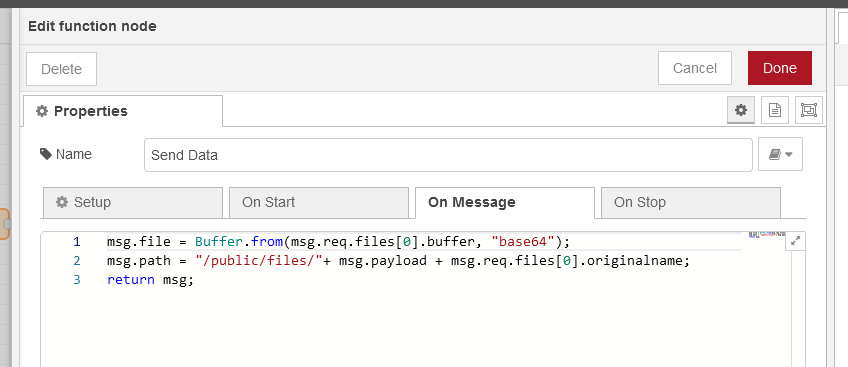 Edit function node
Delete
Cancel
Done
Properties
Name
Send Data
Setup
On Start
On Message
On Stop
1 msg.file = Buffer.from(msg.req.files[0].buffer, "base64");
2 msg.path = "/public/files/"+ msg.payload + msg.req.files[0].originalname;
3 return msg;